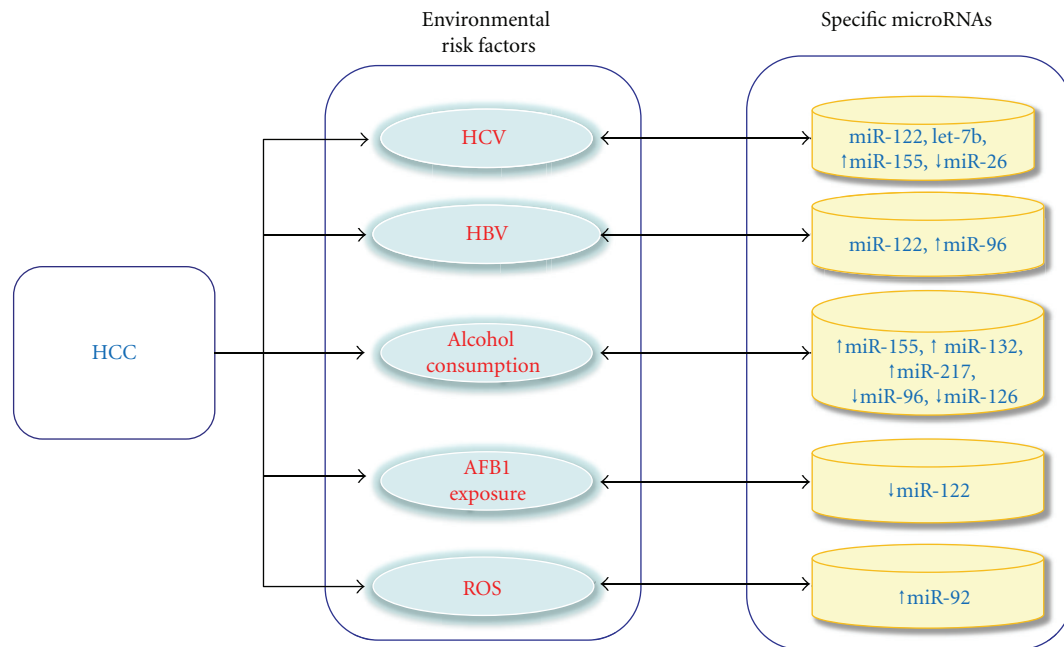 Environmental
risk factors
Specific microRNAs
HCC
HCV
miR-122, let-7b,
↑miR-155, ↓miR-26
HBV
miR-122, ↑miR-96
Alcohol
consumption
↑miR-155, ↑ miR-132,
↑miR-217,
↓miR-96, ↓miR-126
AFB1
exposure
↓miR-122
ROS
↑miR-92